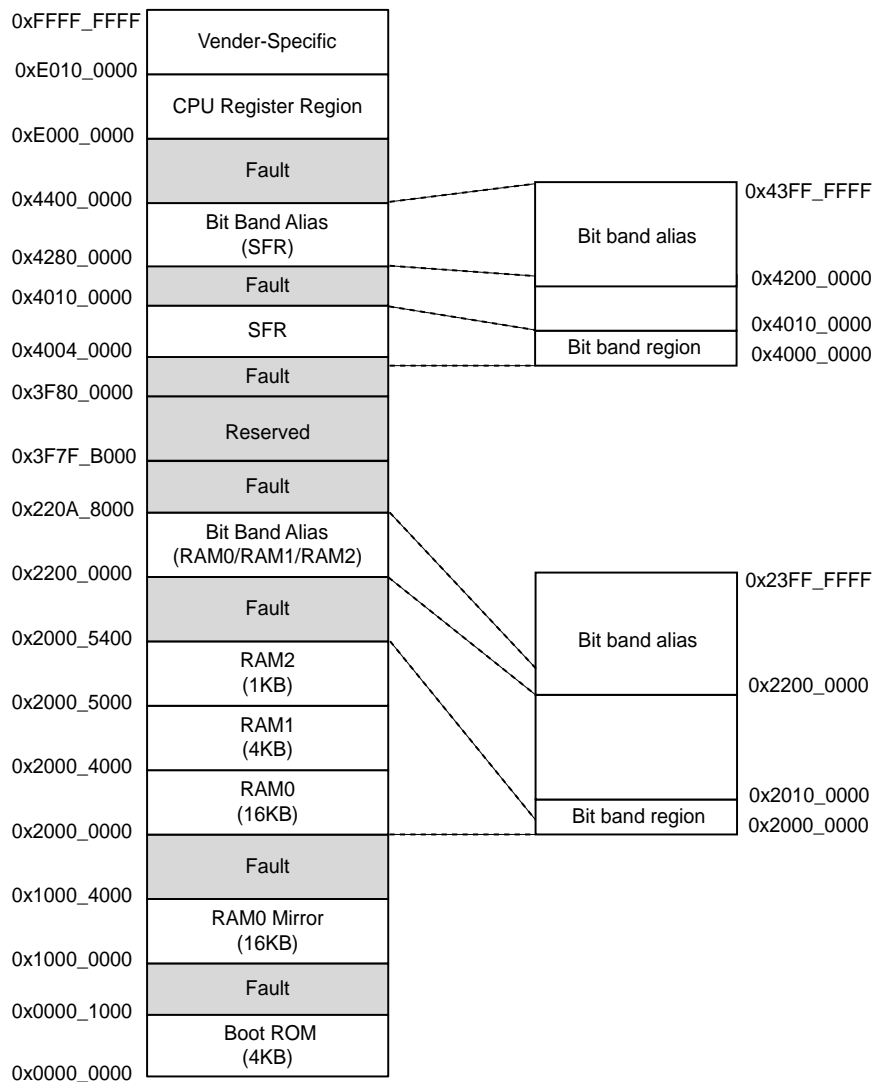 0xFFFF_FFFF
Vender-Specific
0xE010_0000
CPU Register Region
0xE000_0000
Fault
0x4400_0000
Bit Band Alias
(SFR)
0x4280_0000
Fault
0x4010_0000
SFR
0x4004_0000
Fault
0x3F80_0000
Reserved
0x3F7F_B000
Fault
0x220A_8000
Bit Band Alias
(RAM0/RAM1/RAM2)
0x2200_0000
Fault
0x2000_5400
RAM2
(1KB)
0x2000_5000
RAM1
(4KB)
0x2000_4000
RAM0
(16KB)
0x2000_0000
Fault
0x1000_4000
RAM0 Mirror
(16KB)
0x1000_0000
Fault
0x0000_1000
Boot ROM
(4KB)
0x0000_0000
0x43FF_FFFF
Bit band alias
0x4200_0000
0x4010_0000
Bit band region
0x4000_0000
0x23FF_FFFF
Bit band alias
0x2200_0000
0x2010_0000
Bit band region
0x2000_0000